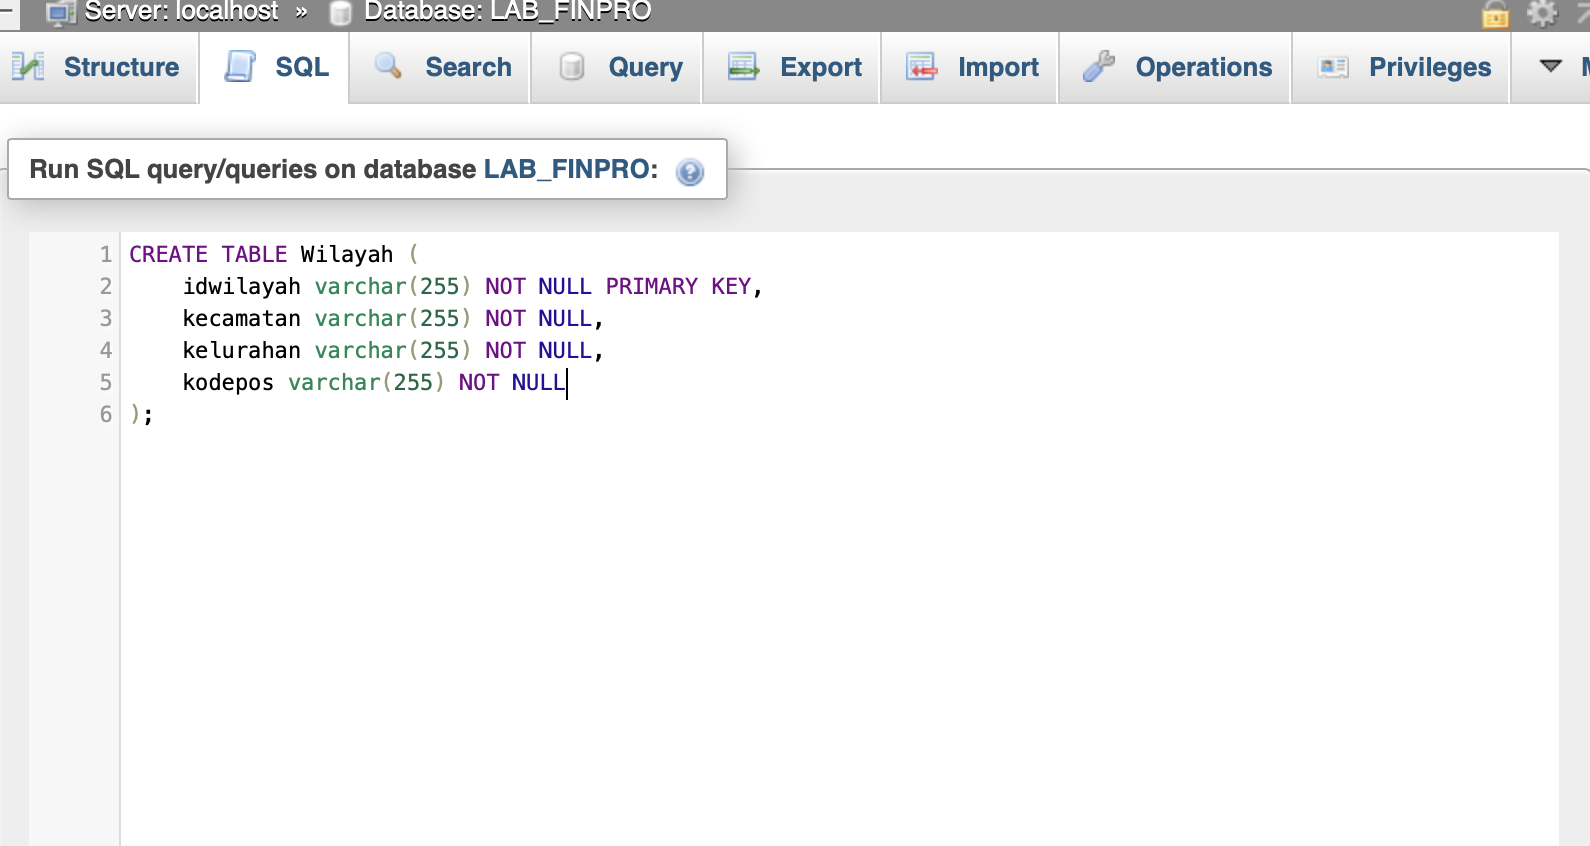 Server: localhost » Database: LAB_FINPRO
Structure SQL Search Query Export Import Operations Privileges
Run SQL query/queries on database LAB_FINPRO:
1 CREATE TABLE Wilayah (
2     idwilayah varchar(255) NOT NULL PRIMARY KEY,
3     kecamatan varchar(255) NOT NULL,
4     kelurahan varchar(255) NOT NULL,
5     kodepos varchar(255) NOT NULL
6 );